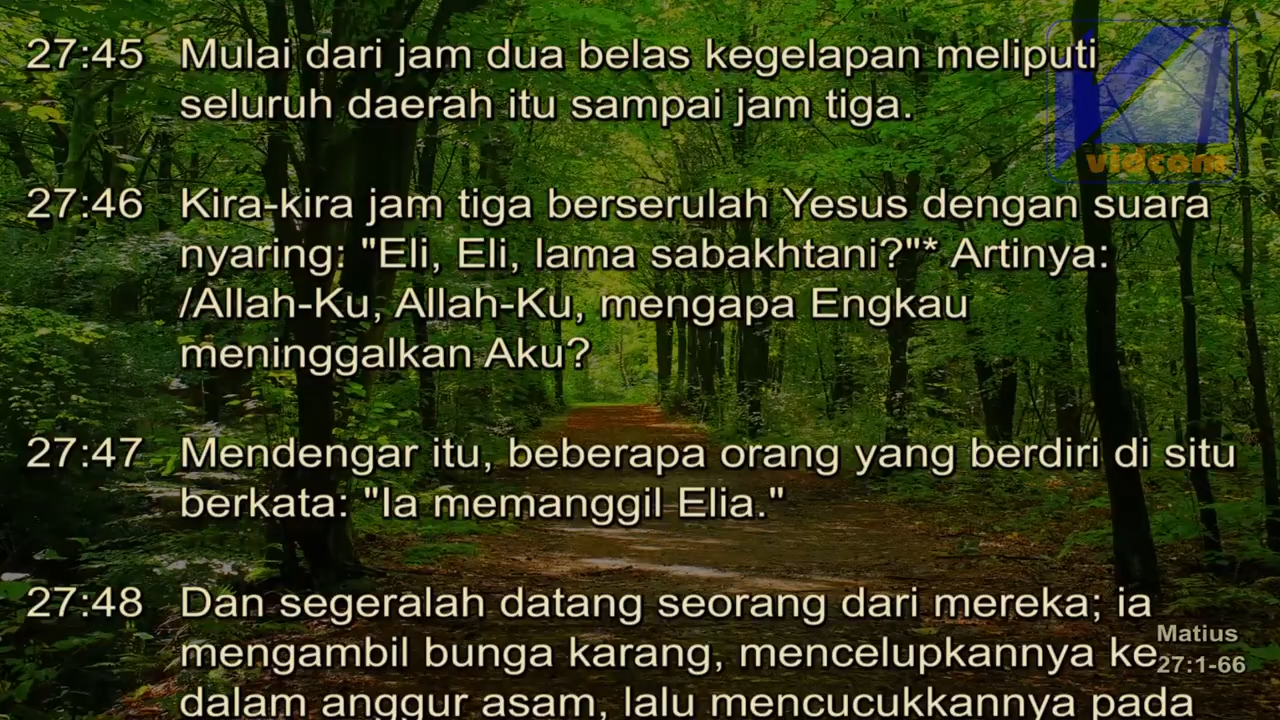 27:45 Mulai dari jam dua belas kegelapan meliputi
seluruh daerah itu sampai jam tiga.
vidcom
27:46 Kira-kira jam tiga berserulah Yesus dengan suara
nyaring: "Eli, Eli, lama sabakhtani?"* Artinya:
/Allah-Ku, Allah-Ku, mengapa Engkau
meninggalkan Aku?
27:47 Mendengar itu, beberapa orang yang berdiri di situ
berkata: "Ia memanggil Elia."
27:48 Dan segeralah datang seorang dari mereka; ia
mengambil bunga karang, mencelupkannya ke
dalam anggur asam, lalu mencucukkannya pada
Matius
27:1-66